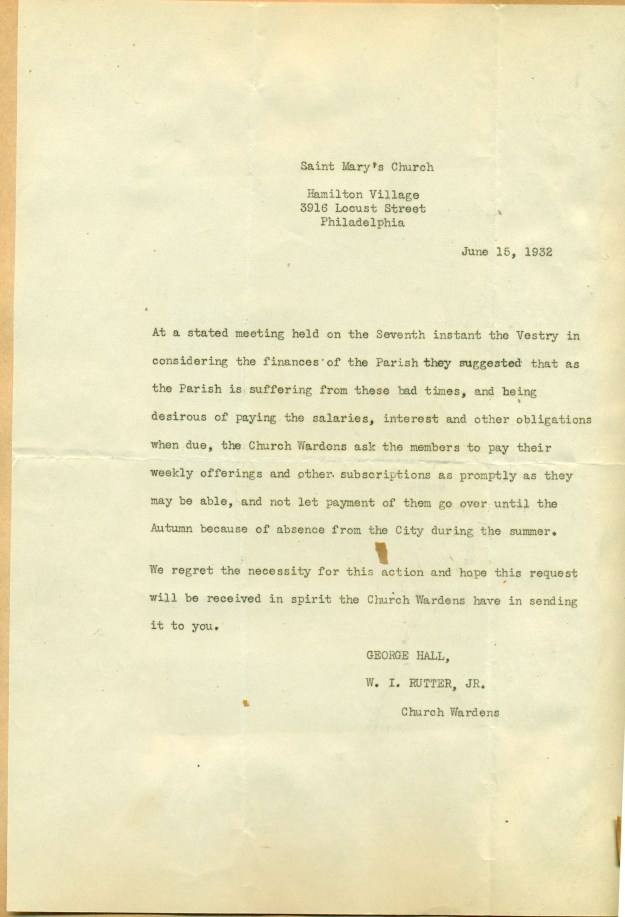 Saint Mary's Church
Hamilton Village
3916 Locust Street
Philadelphia
June 15, 1932
At a stated meeting held on the Seventh instant the Vestry in
considering the finances of the Parish they suggested that as
the Parish is suffering from these bad times, and being
desirous of paying the salaries, interest and other obligations
when due, the Church Wardens ask the members to pay their
weekly offerings and other subscriptions as promptly as they
may be able, and not let payment of them go over until the
Autumn because of absence from the City during the summer.
We regret the necessity for this action and hope this request
will be received in spirit the Church Wardens have in sending
it to you.
GEORGE HALL,
W. I. RUTTER, JR.
Church Wardens